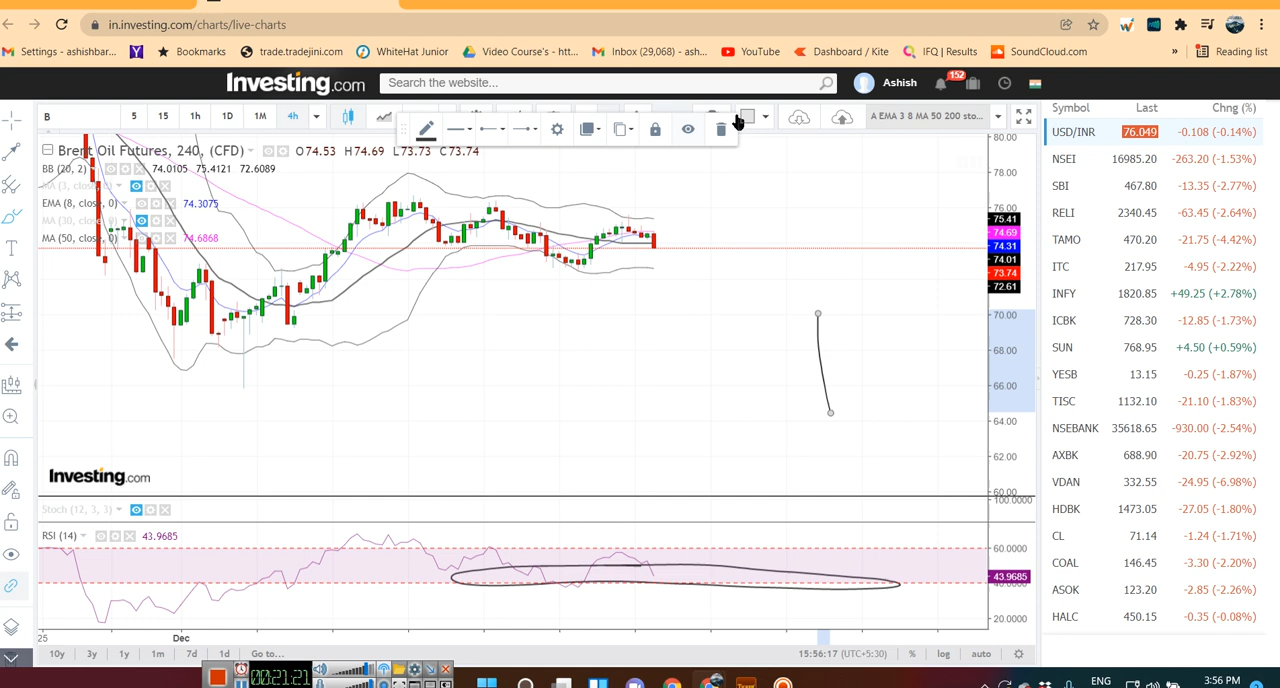 in.investing.com/charts/live-charts
Settings - ashishbar...
Bookmarks
trade.tradejini.com
WhiteHat Junior
Video Course's - htt...
Inbox (29,068) - ash...
YouTube
Dashboard / Kite
IFQ | Results
SoundCloud.com
»
Reading list
Investing.com
Search the website...
Ashish
152
B
5 15 1h 1D 1M 4h
A EMA 3 8 MA 50 200 sto...
Brent Oil Futures, 240, (CFD)
O74.53 H74.69 L73.73 C73.74
BB (20, 2) 74.0105 75.4121 72.6089
MA (3, close, 0)
EMA (8, close, 0) 74.3075
MA (30, close, 0)
MA (50, close, 0) 74.6868
80.00
78.00
76.00
75.41
74.69
74.31
74.01
73.74
72.61
70.00
68.00
66.00
64.00
62.00
60.00
Investing.com
100.0000
Stoch (12, 3, 3)
RSI (14) 43.9685
60.0000
43.9685
40.0000
20.0000
25 Dec
10y 3y 1y 1m 7d 1d Go to...
15:56:17 (UTC+5:30) % log auto
Symbol Last Chng (%)
USD/INR 76.049 -0.108 (-0.14%)
NSEI 16985.20 -263.20 (-1.53%)
SBI 467.80 -13.35 (-2.77%)
RELI 2340.45 -63.45 (-2.64%)
TAMO 470.20 -21.75 (-4.42%)
ITC 217.95 -4.95 (-2.22%)
INFY 1820.85 +49.25 (+2.78%)
ICBK 728.30 -12.85 (-1.73%)
SUN 768.95 +4.50 (+0.59%)
YESB 13.15 -0.25 (-1.87%)
TISC 1132.10 -21.10 (-1.83%)
NSEBANK 35618.65 -930.00 (-2.54%)
AXBK 688.90 -20.75 (-2.92%)
VDAN 332.55 -24.95 (-6.98%)
HDBK 1473.05 -27.05 (-1.80%)
CL 71.14 -1.24 (-1.71%)
COAL 146.45 -3.30 (-2.20%)
ASOK 123.20 -2.85 (-2.26%)
HALC 450.15 -0.35 (-0.08%)
00:21:21
ENG
3:56 PM